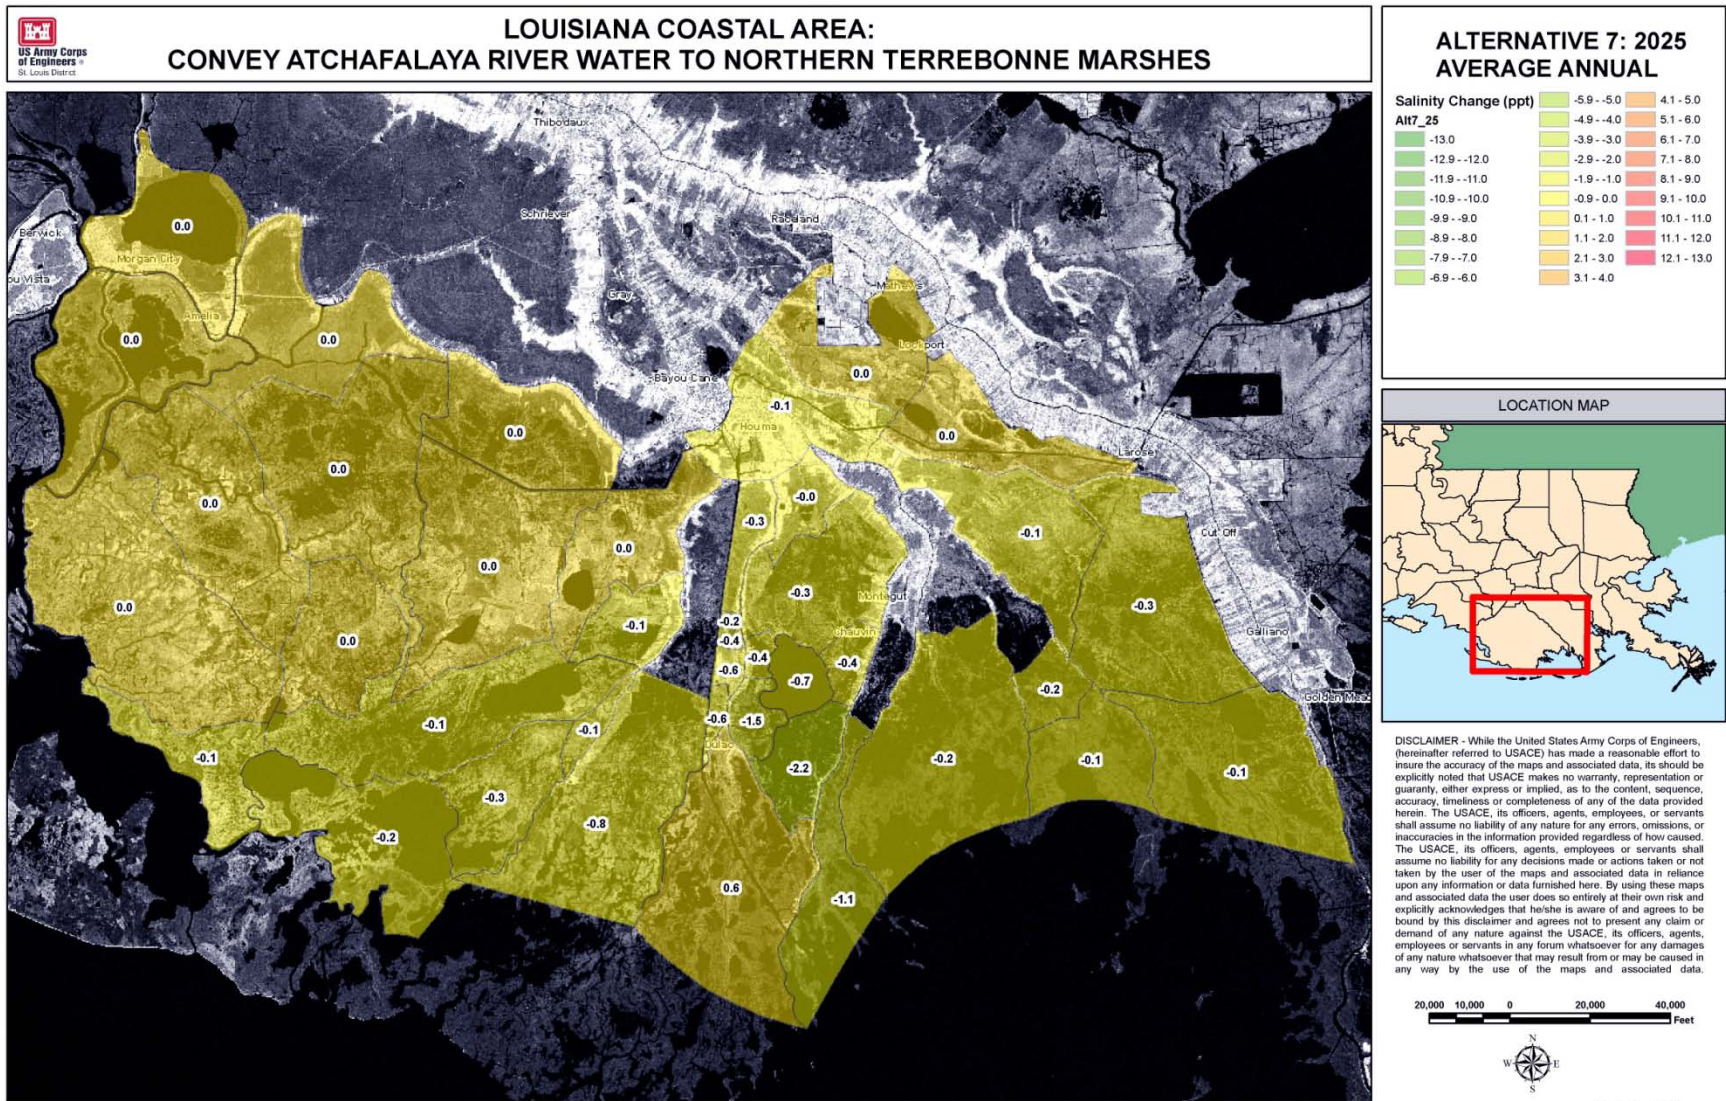 US Army Corps
of Engineers ®
St. Louis District
LOUISIANA COASTAL AREA:
CONVEY ATCHAFALAYA RIVER WATER TO NORTHERN TERREBONNE MARSHES
Thibodaux
Schriever
Raceland
Berwick
0.0
Morgan City
Gray
Mathews
Amelia
0.0
0.0
Lockport
0.0
Bayou Cane
-0.1
Houma
0.0
0.0
Larose
0.0
0.0
-0.0
-0.3
-0.1
Cut Off
0.0
0.0
-0.3
Montegut
0.0
-0.3
-0.2
-0.1
Chauvin
Galliano
0.0
-0.4
-0.4
-0.4
-0.6
-0.7
-0.2
-0.6
-1.5
-0.1
-0.1
Dulac
-0.1
-2.2
-0.2
-0.1
-0.1
-0.3
-0.8
-0.2
0.6
-1.1
ALTERNATIVE 7: 2025
AVERAGE ANNUAL
Salinity Change (ppt)
Alt7_25
-13.0
-12.9 - -12.0
-11.9 - -11.0
-10.9 - -10.0
-9.9 - -9.0
-8.9 - -8.0
-7.9 - -7.0
-6.9 - -6.0
-5.9 - -5.0
-4.9 - -4.0
-3.9 - -3.0
-2.9 - -2.0
-1.9 - -1.0
-0.9 - 0.0
0.1 - 1.0
1.1 - 2.0
2.1 - 3.0
3.1 - 4.0
4.1 - 5.0
5.1 - 6.0
6.1 - 7.0
7.1 - 8.0
8.1 - 9.0
9.1 - 10.0
10.1 - 11.0
11.1 - 12.0
12.1 - 13.0
LOCATION MAP
DISCLAIMER - While the United States Army Corps of Engineers,
(hereinafter referred to USACE) has made a reasonable effort to
insure the accuracy of the maps and associated data, its should be
explicitly noted that USACE makes no warranty, representation or
guaranty, either express or implied, as to the content, sequence,
accuracy, timeliness or completeness of any of the data provided
herein. The USACE, its officers, agents, employees, or servants
shall assume no liability of any nature for any errors, omissions, or
inaccuracies in the information provided regardless of how caused.
The USACE, its officers, agents, employees or servants shall
assume no liability for any decisions made or actions taken or not
taken by the user of the maps and associated data in reliance
upon any information or data furnished here. By using these maps
and associated data the user does so entirely at their own risk and
explicitly acknowledges that he/she is aware of and agrees to be
bound by this disclaimer and agrees not to present any claim or
demand of any nature against the USACE, its officers, agents,
employees or servants in any forum whatsoever for any damages
of any nature whatsoever that may result from or may be caused in
any way by the use of the maps and associated data.
20,000 10,000 0 20,000 40,000
Feet
N
W E
S